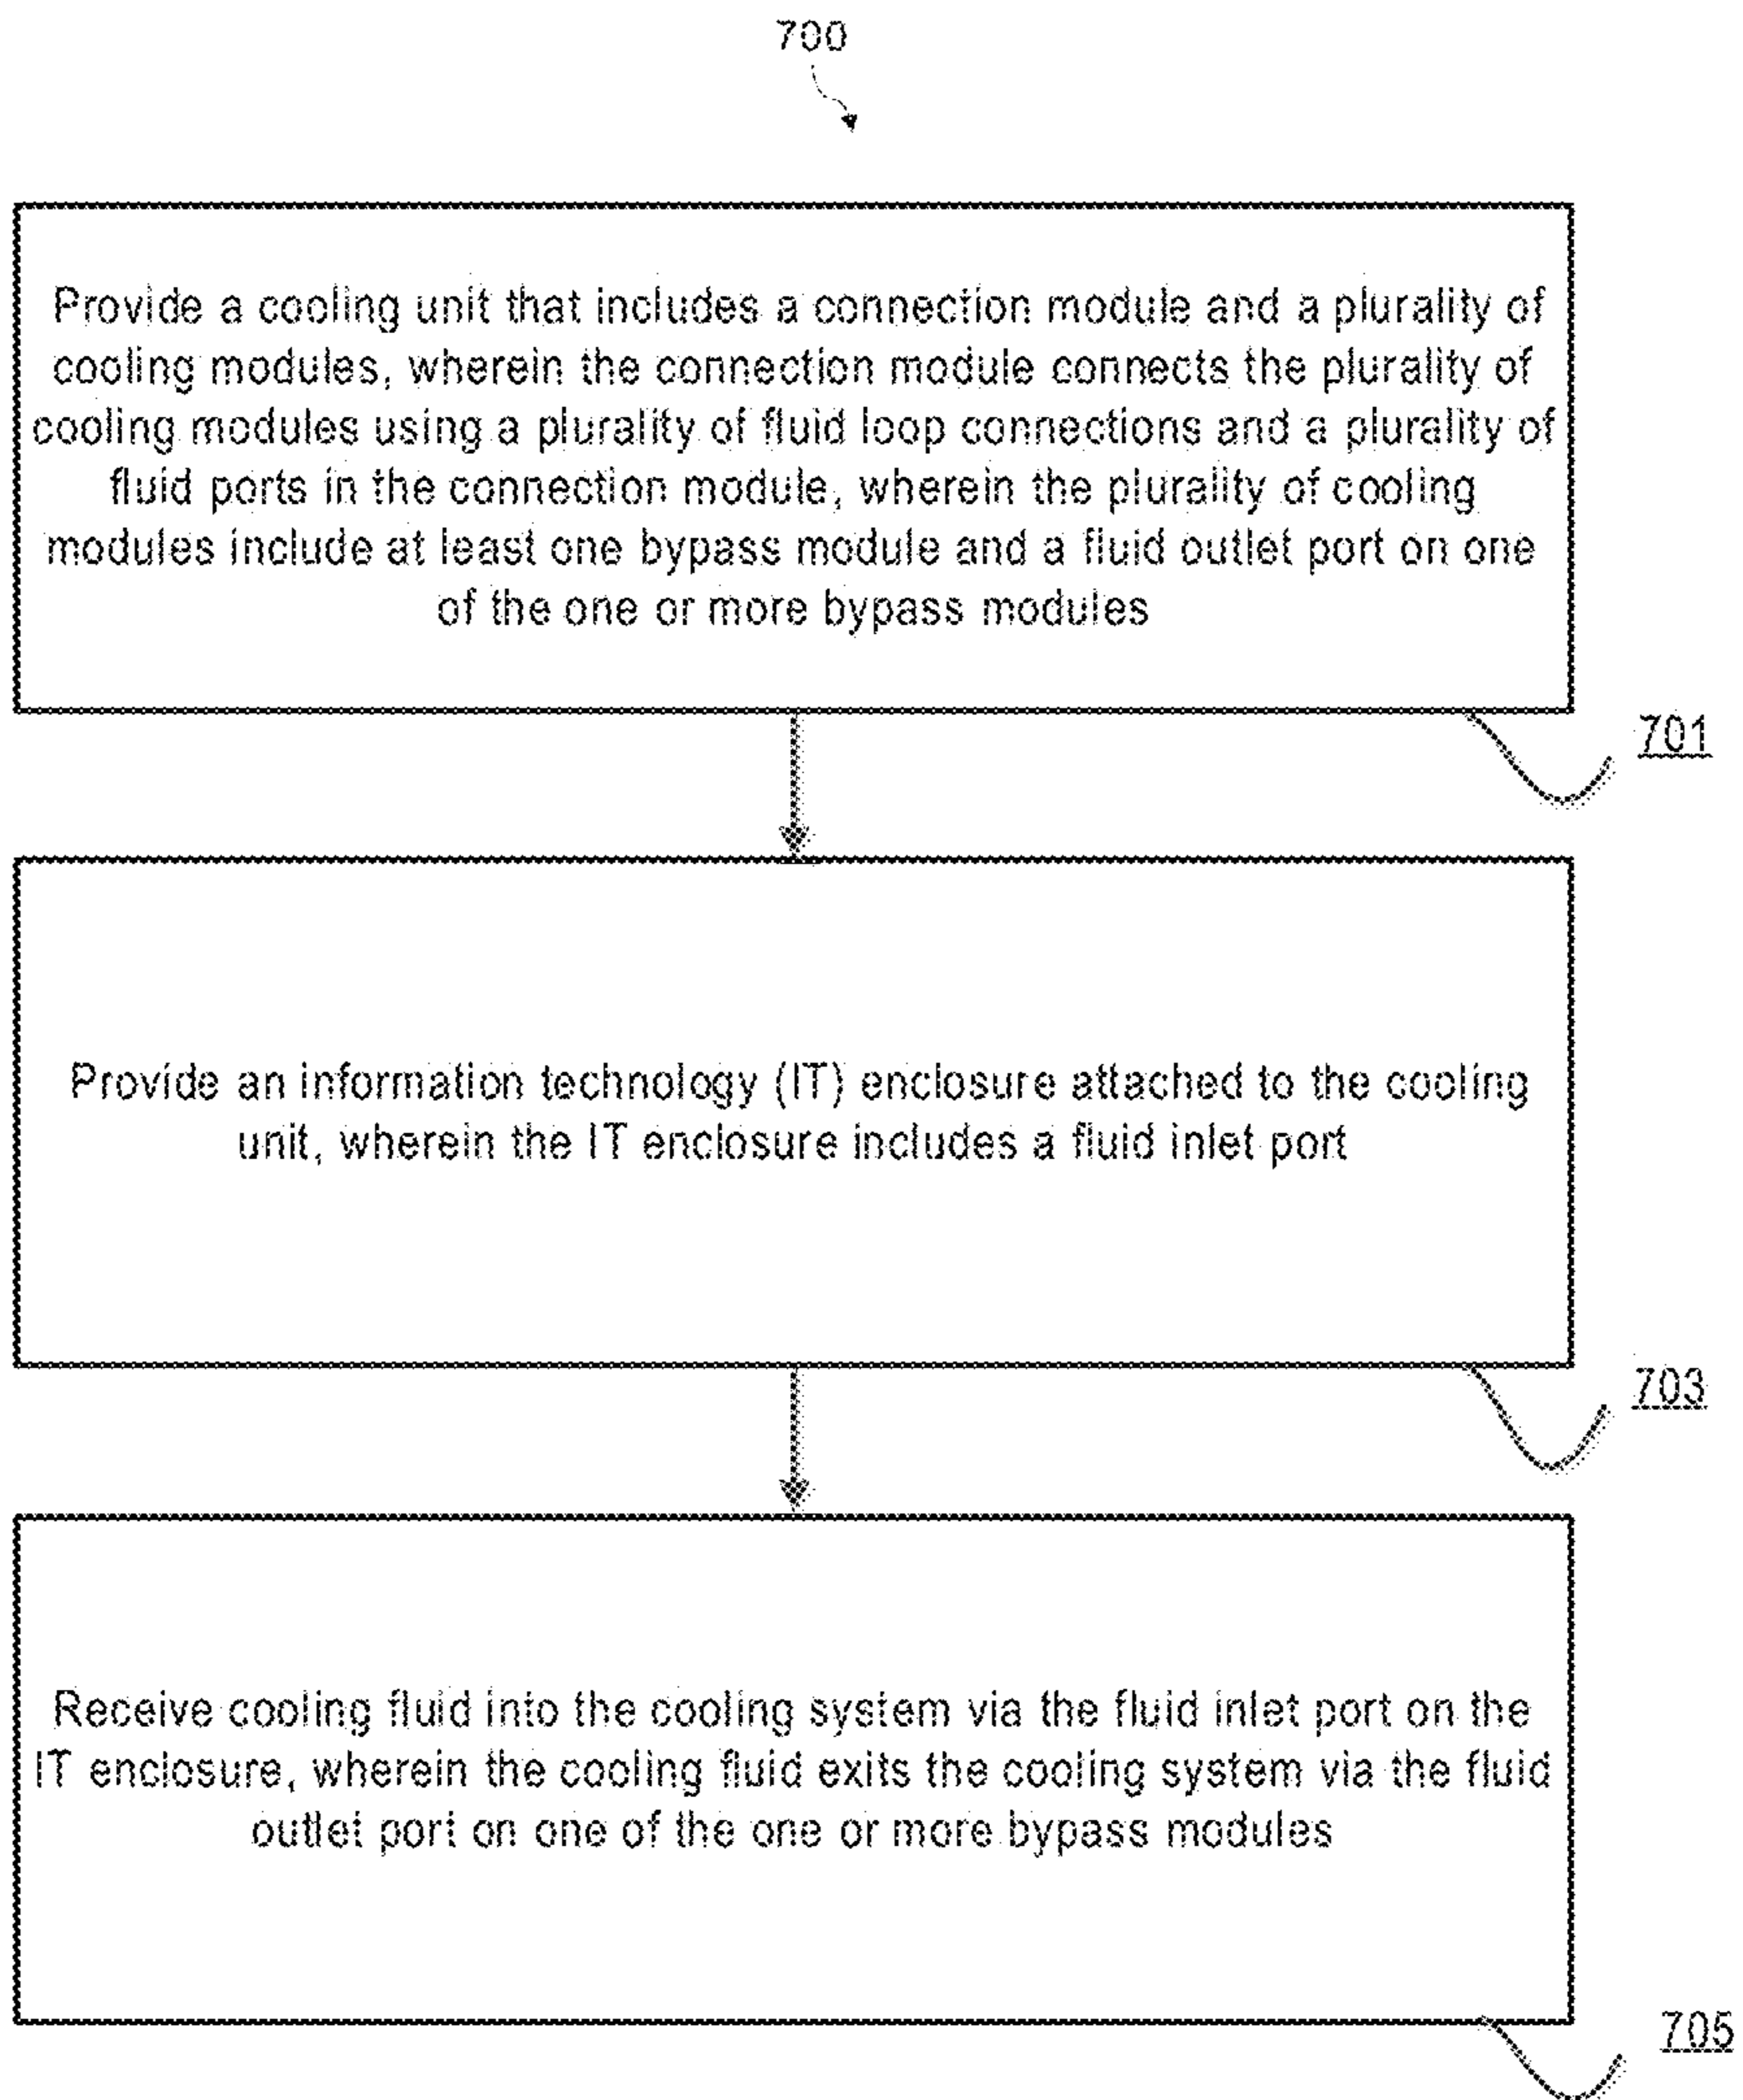 700
Provide a cooling unit that includes a connection module and a plurality of
cooling modules, wherein the connection module connects the plurality of
cooling modules using a plurality of fluid loop connections and a plurality of
fluid ports in the connection module, wherein the plurality of cooling
modules include at least one bypass module and a fluid outlet port on one
of the one or more bypass modules
701
Provide an information technology (IT) enclosure attached to the cooling
unit, wherein the IT enclosure includes a fluid inlet port
703
Receive cooling fluid into the cooling system via the fluid inlet port on the
IT enclosure, wherein the cooling fluid exits the cooling system via the fluid
outlet port on one of the one or more bypass modules
705